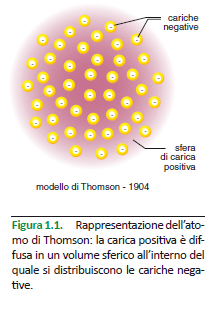 cariche
negative
sfera
di carica
positiva
modello di Thomson - 1904
Figura 1.1. Rappresentazione dell'ato-
mo di Thomson: la carica positiva è dif-
fusa in un volume sferico all'interno del
quale si distribuiscono le cariche nega-
tive.